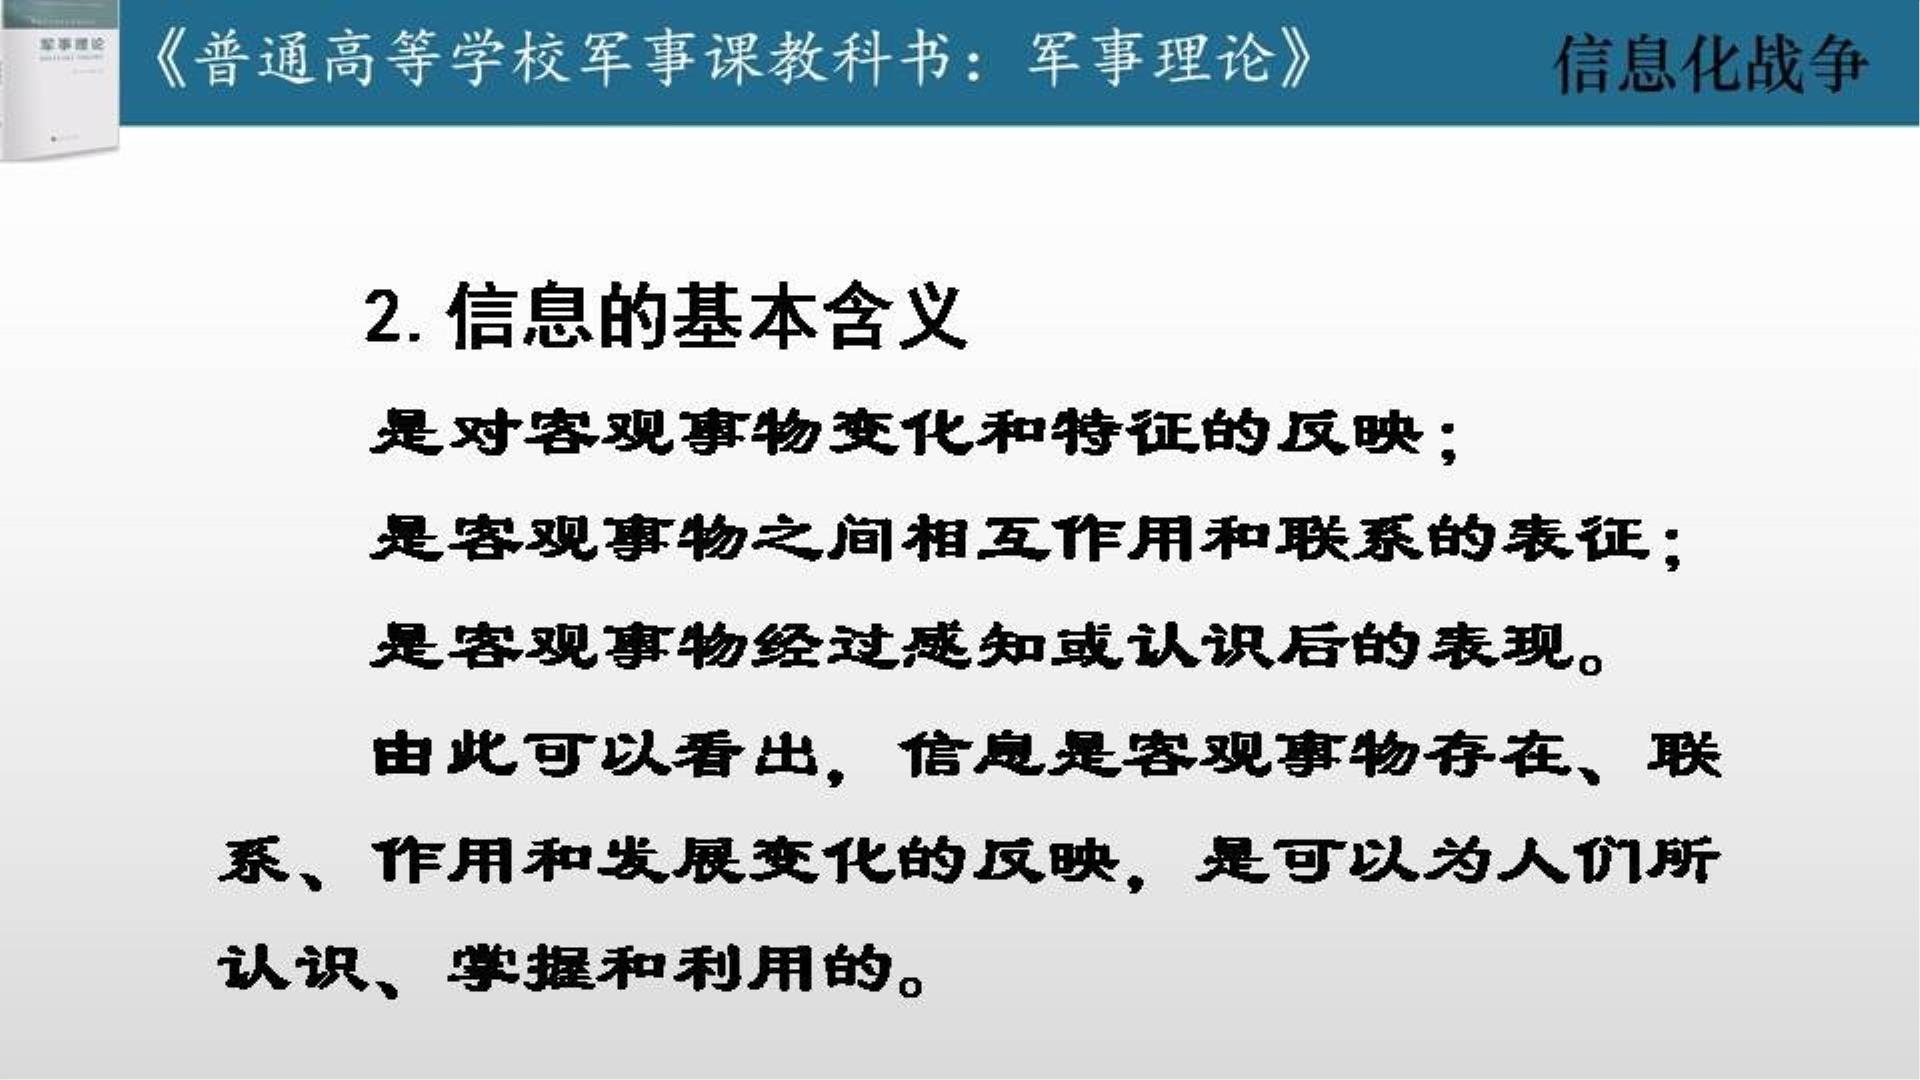 军事理论
《普通高等学校军事课教科书：军事理论》
信息化战争
2.信息的基本含义
是对客观事物变化和特征的反映；
是客观事物之间相互作用和联系的表征；
是客观事物经过感知或认识后的表现。
由此可以看出，信息是客观事物存在、联
系、作用和发展变化的反映，是可以为人们所
认识、掌握和利用的。